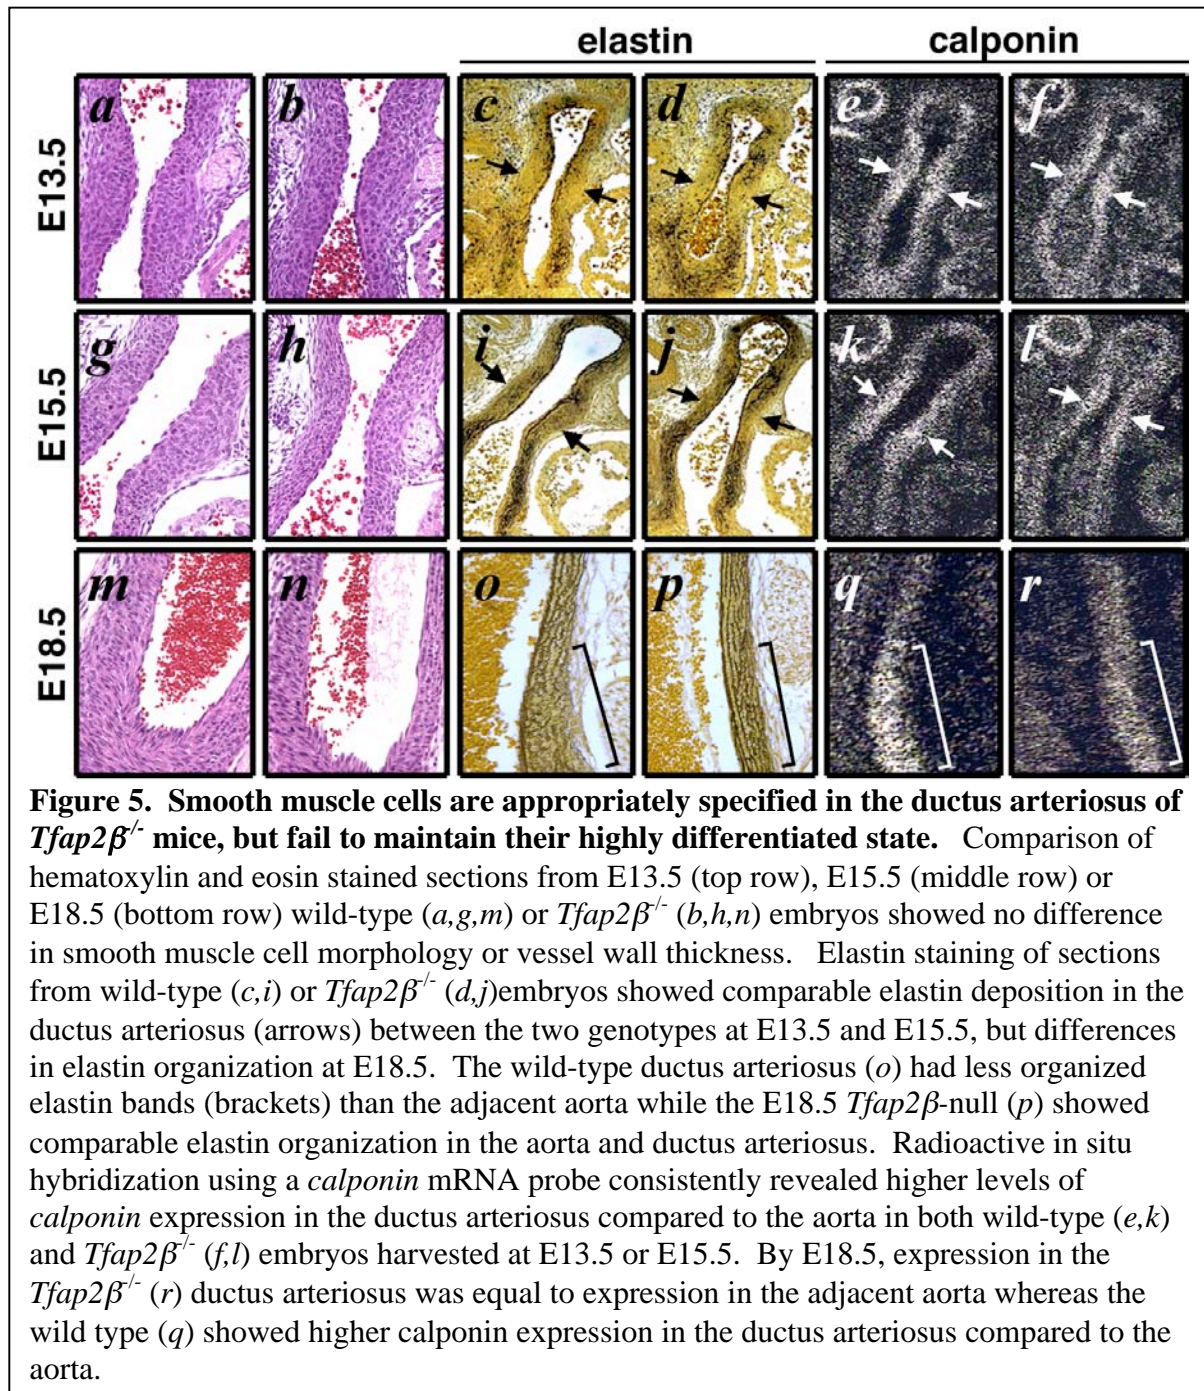 elastin calponin
E13.5
a b c d e f
E15.5
g h i j k l
E18.5
m n o p q r
Figure 5.  Smooth muscle cells are appropriately specified in the ductus arteriosus of
Tfap2β-/- mice, but fail to maintain their highly differentiated state.   Comparison of
hematoxylin and eosin stained sections from E13.5 (top row), E15.5 (middle row) or
E18.5 (bottom row) wild-type (a,g,m) or Tfap2β-/- (b,h,n) embryos showed no difference
in smooth muscle cell morphology or vessel wall thickness.   Elastin staining of sections
from wild-type (c,i) or Tfap2β-/- (d,j)embryos showed comparable elastin deposition in the
ductus arteriosus (arrows) between the two genotypes at E13.5 and E15.5, but differences
in elastin organization at E18.5.  The wild-type ductus arteriosus (o) had less organized
elastin bands (brackets) than the adjacent aorta while the E18.5 Tfap2β-null (p) showed
comparable elastin organization in the aorta and ductus arteriosus.  Radioactive in situ
hybridization using a calponin mRNA probe consistently revealed higher levels of
calponin expression in the ductus arteriosus compared to the aorta in both wild-type (e,k)
and Tfap2β-/- (f,l) embryos harvested at E13.5 or E15.5.  By E18.5, expression in the
Tfap2β-/- (r) ductus arteriosus was equal to expression in the adjacent aorta whereas the
wild type (q) showed higher calponin expression in the ductus arteriosus compared to the
aorta.